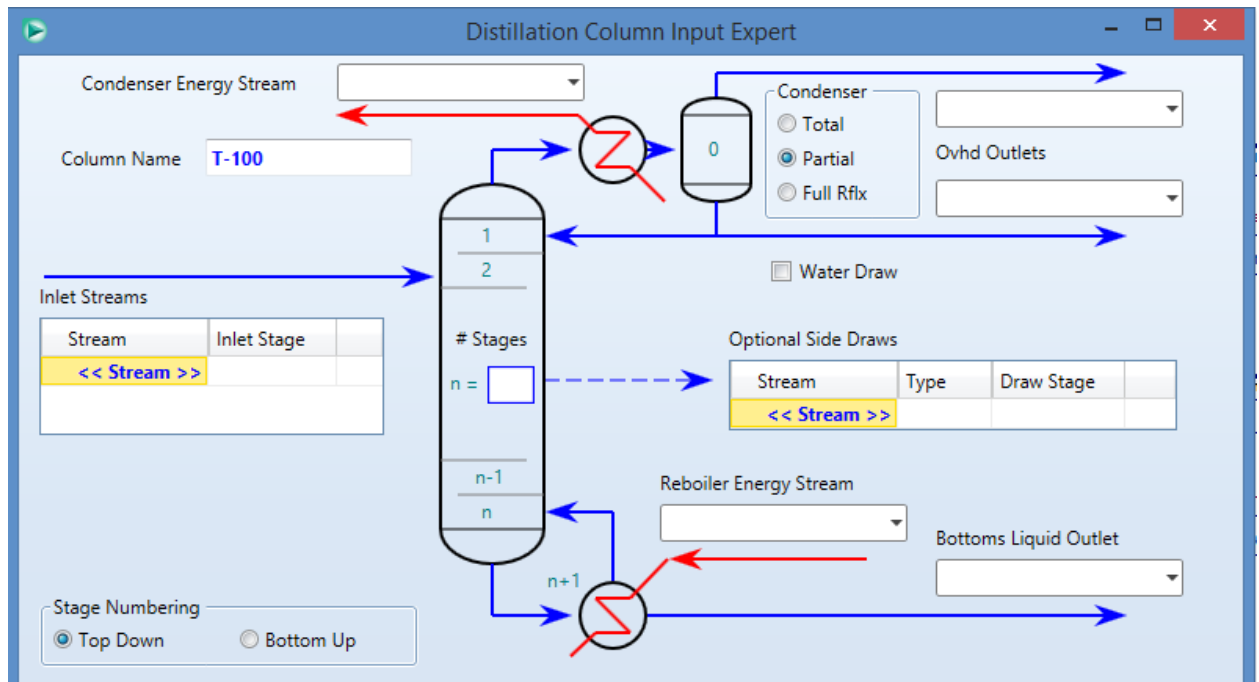 Distillation Column Input Expert
Condenser Energy Stream
Condenser
Total
Column Name T-100
0
Partial
Ovhd Outlets
Full Rflx
1
2
Water Draw
Inlet Streams
Stream Inlet Stage
<< Stream >>
# Stages
n =
Optional Side Draws
Stream Type Draw Stage
<< Stream >>
n-1
n
Reboiler Energy Stream
Bottoms Liquid Outlet
n+1
Stage Numbering
Top Down Bottom Up